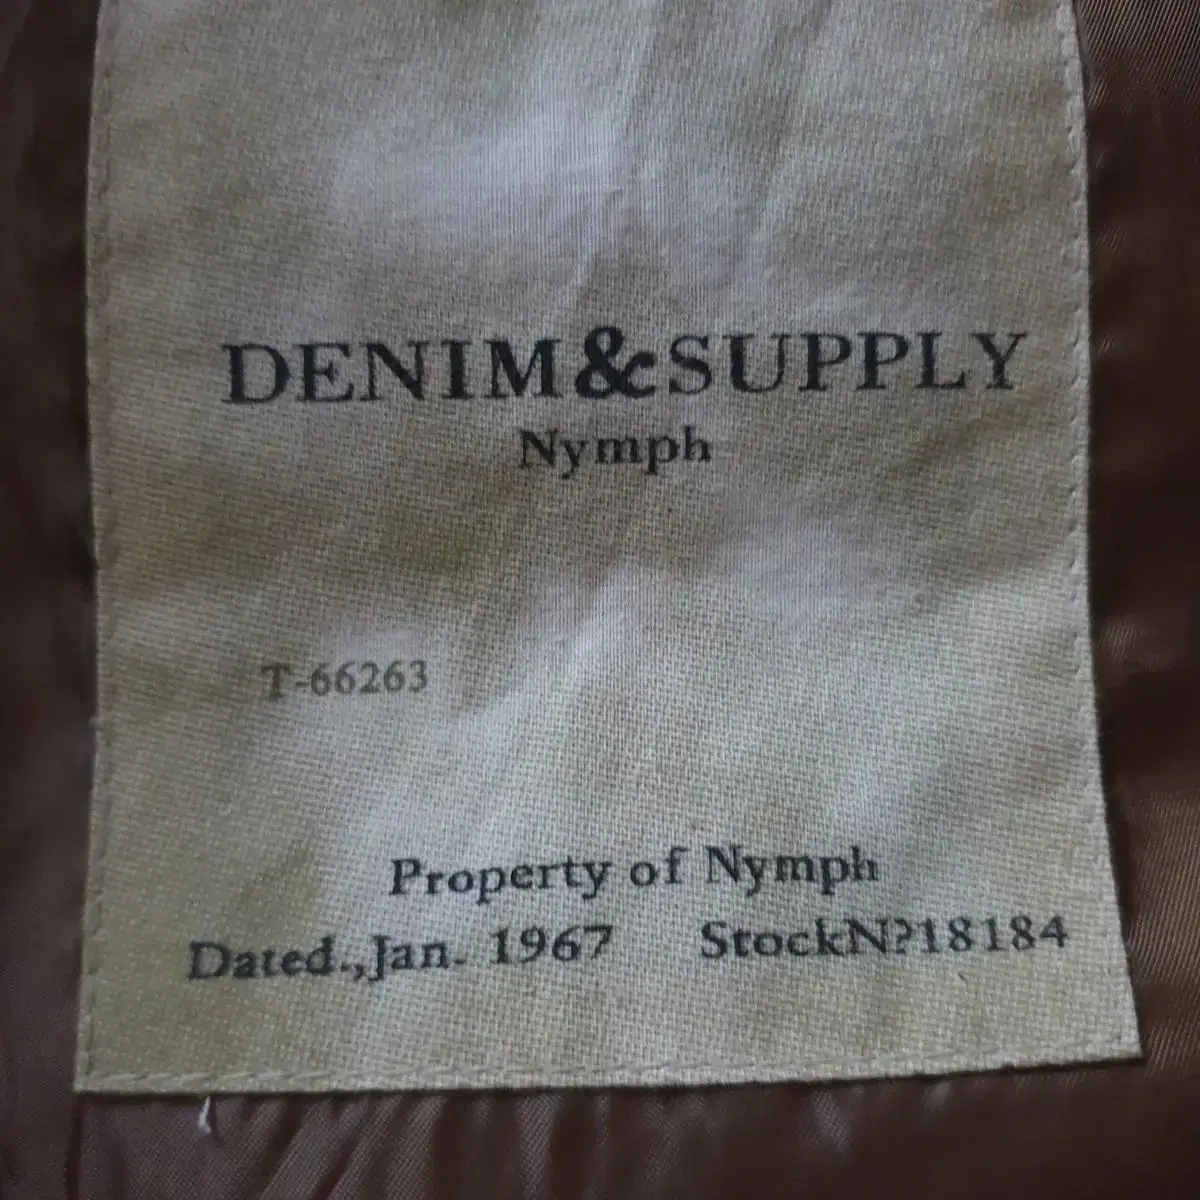 DENIM&SUPPLY
Nymph
T-66263
Property of Nymph
Dated.,Jan. 1967 StockN?18184